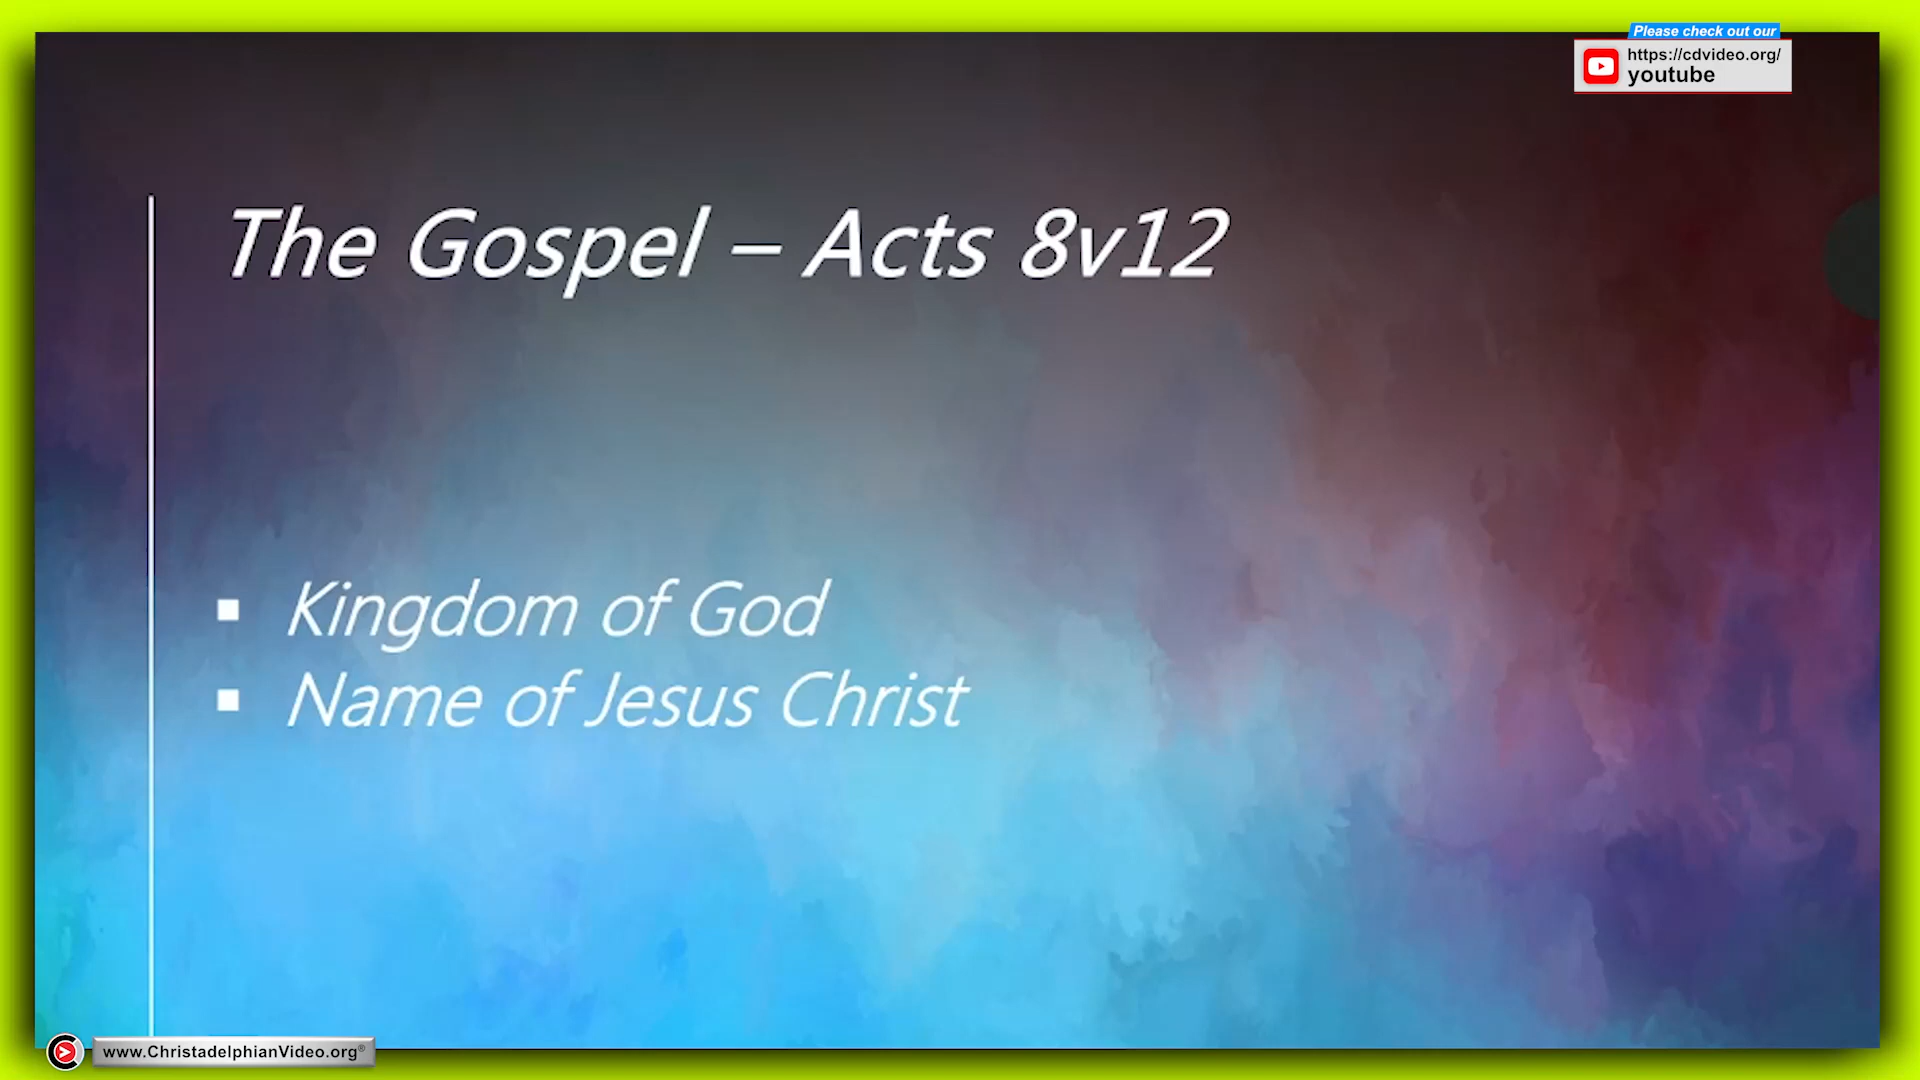 Please check out our
https://cdvideo.org/
youtube
The Gospel – Acts 8v12
▪ Kingdom of God
▪ Name of Jesus Christ
www.ChristadelphianVideo.org®